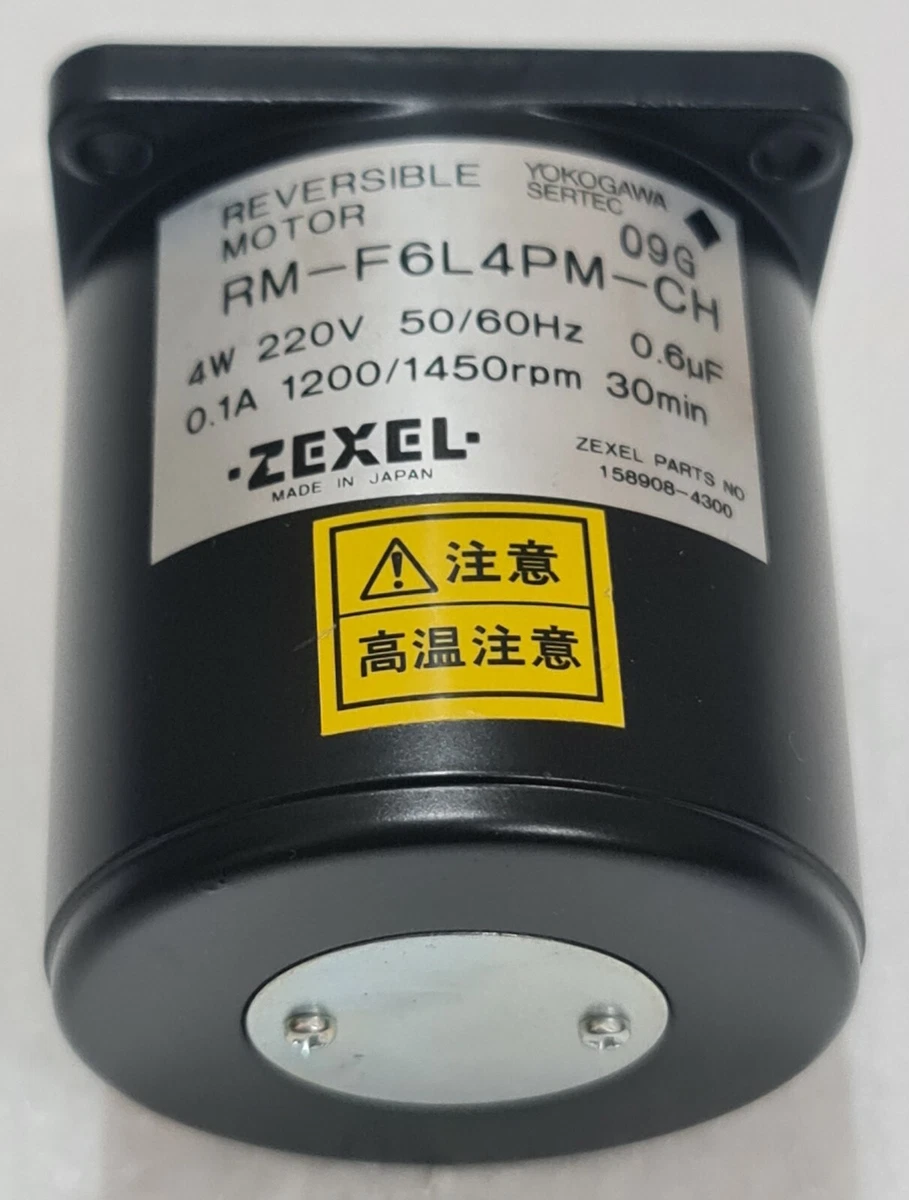 REVERSIBLE
MOTOR
YOKOGAWA
SERTEC
09G
RM-F6L4PM-CH
4W 220V 50/60Hz 0.6μF
0.1A 1200/1450rpm 30min
·ZEXEL·
MADE IN JAPAN
ZEXEL PARTS NO
158908-4300
注意
高温注意